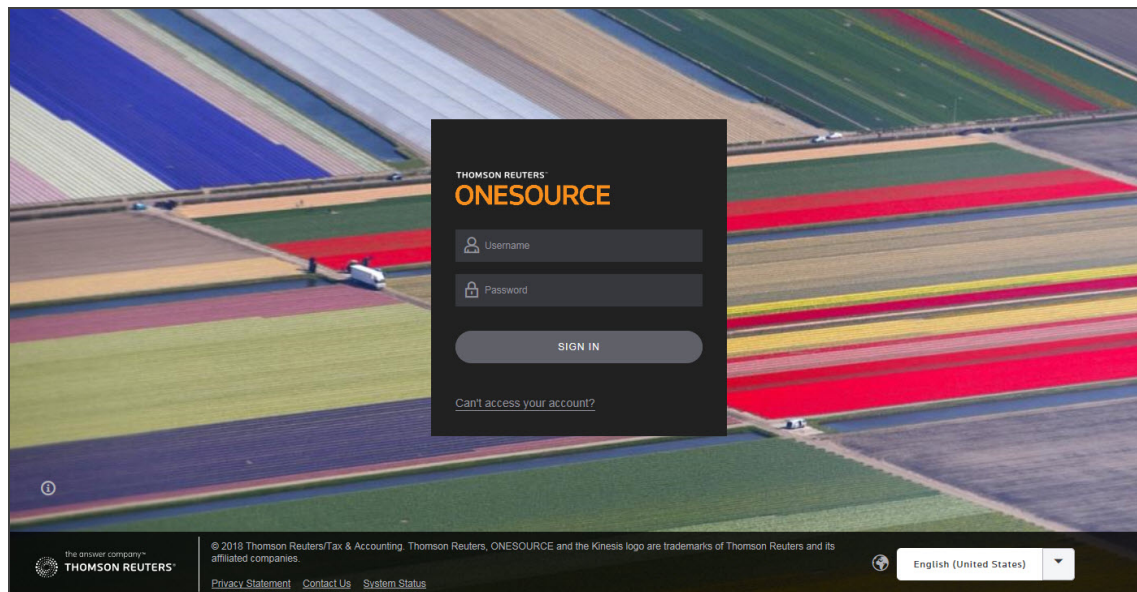 THOMSON REUTERS™
ONESOURCE
Username
Password
SIGN IN
Can't access your account?
the answer company™
THOMSON REUTERS®
© 2018 Thomson Reuters/Tax & Accounting. Thomson Reuters, ONESOURCE and the Kinesis logo are trademarks of Thomson Reuters and its
affiliated companies.
Privacy Statement Contact Us System Status
English (United States)